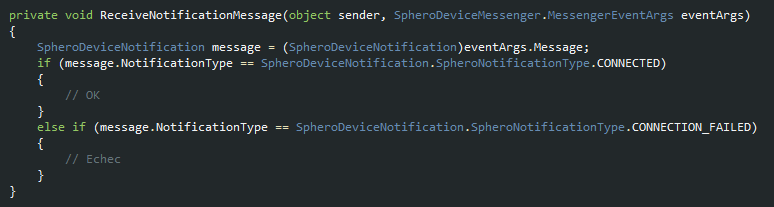 private void ReceiveNotificationMessage(object sender, SpheroDeviceMessenger.MessengerEventArgs eventArgs)
{
    SpheroDeviceNotification message = (SpheroDeviceNotification)eventArgs.Message;
    if (message.NotificationType == SpheroDeviceNotification.SpheroNotificationType.CONNECTED)
    {
        // OK
    }
    else if (message.NotificationType == SpheroDeviceNotification.SpheroNotificationType.CONNECTION_FAILED)
    {
        // Echec
    }
}